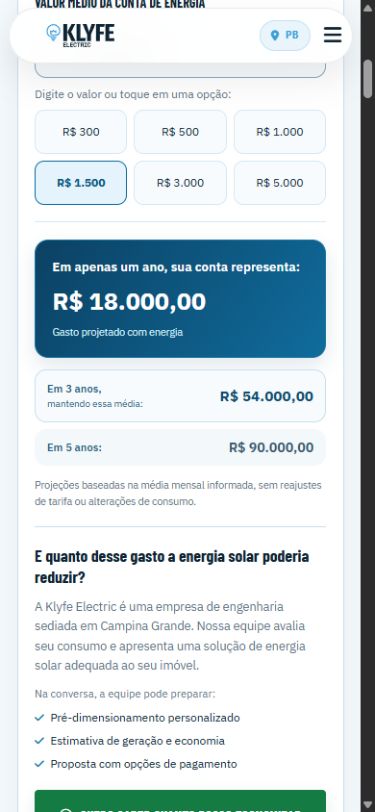 VALOR MÉDIO DA CONTA DE ENERGIA
KLYFE
ELECTRIC
PB
Digite o valor ou toque em uma opção:
R$ 300
R$ 500
R$ 1.000
R$ 1.500
R$ 3.000
R$ 5.000
Em apenas um ano, sua conta representa:
R$ 18.000,00
Gasto projetado com energia
Em 3 anos,
mantendo essa média:
R$ 54.000,00
Em 5 anos:
R$ 90.000,00
Projeções baseadas na média mensal informada, sem reajustes
de tarifa ou alterações de consumo.
E quanto desse gasto a energia solar poderia
reduzir?
A Klyfe Electric é uma empresa de engenharia
sediada em Campina Grande. Nossa equipe avalia
seu consumo e apresenta uma solução de energia
solar adequada ao seu imóvel.
Na conversa, a equipe pode preparar:
Pré-dimensionamento personalizado
Estimativa de geração e economia
Proposta com opções de pagamento